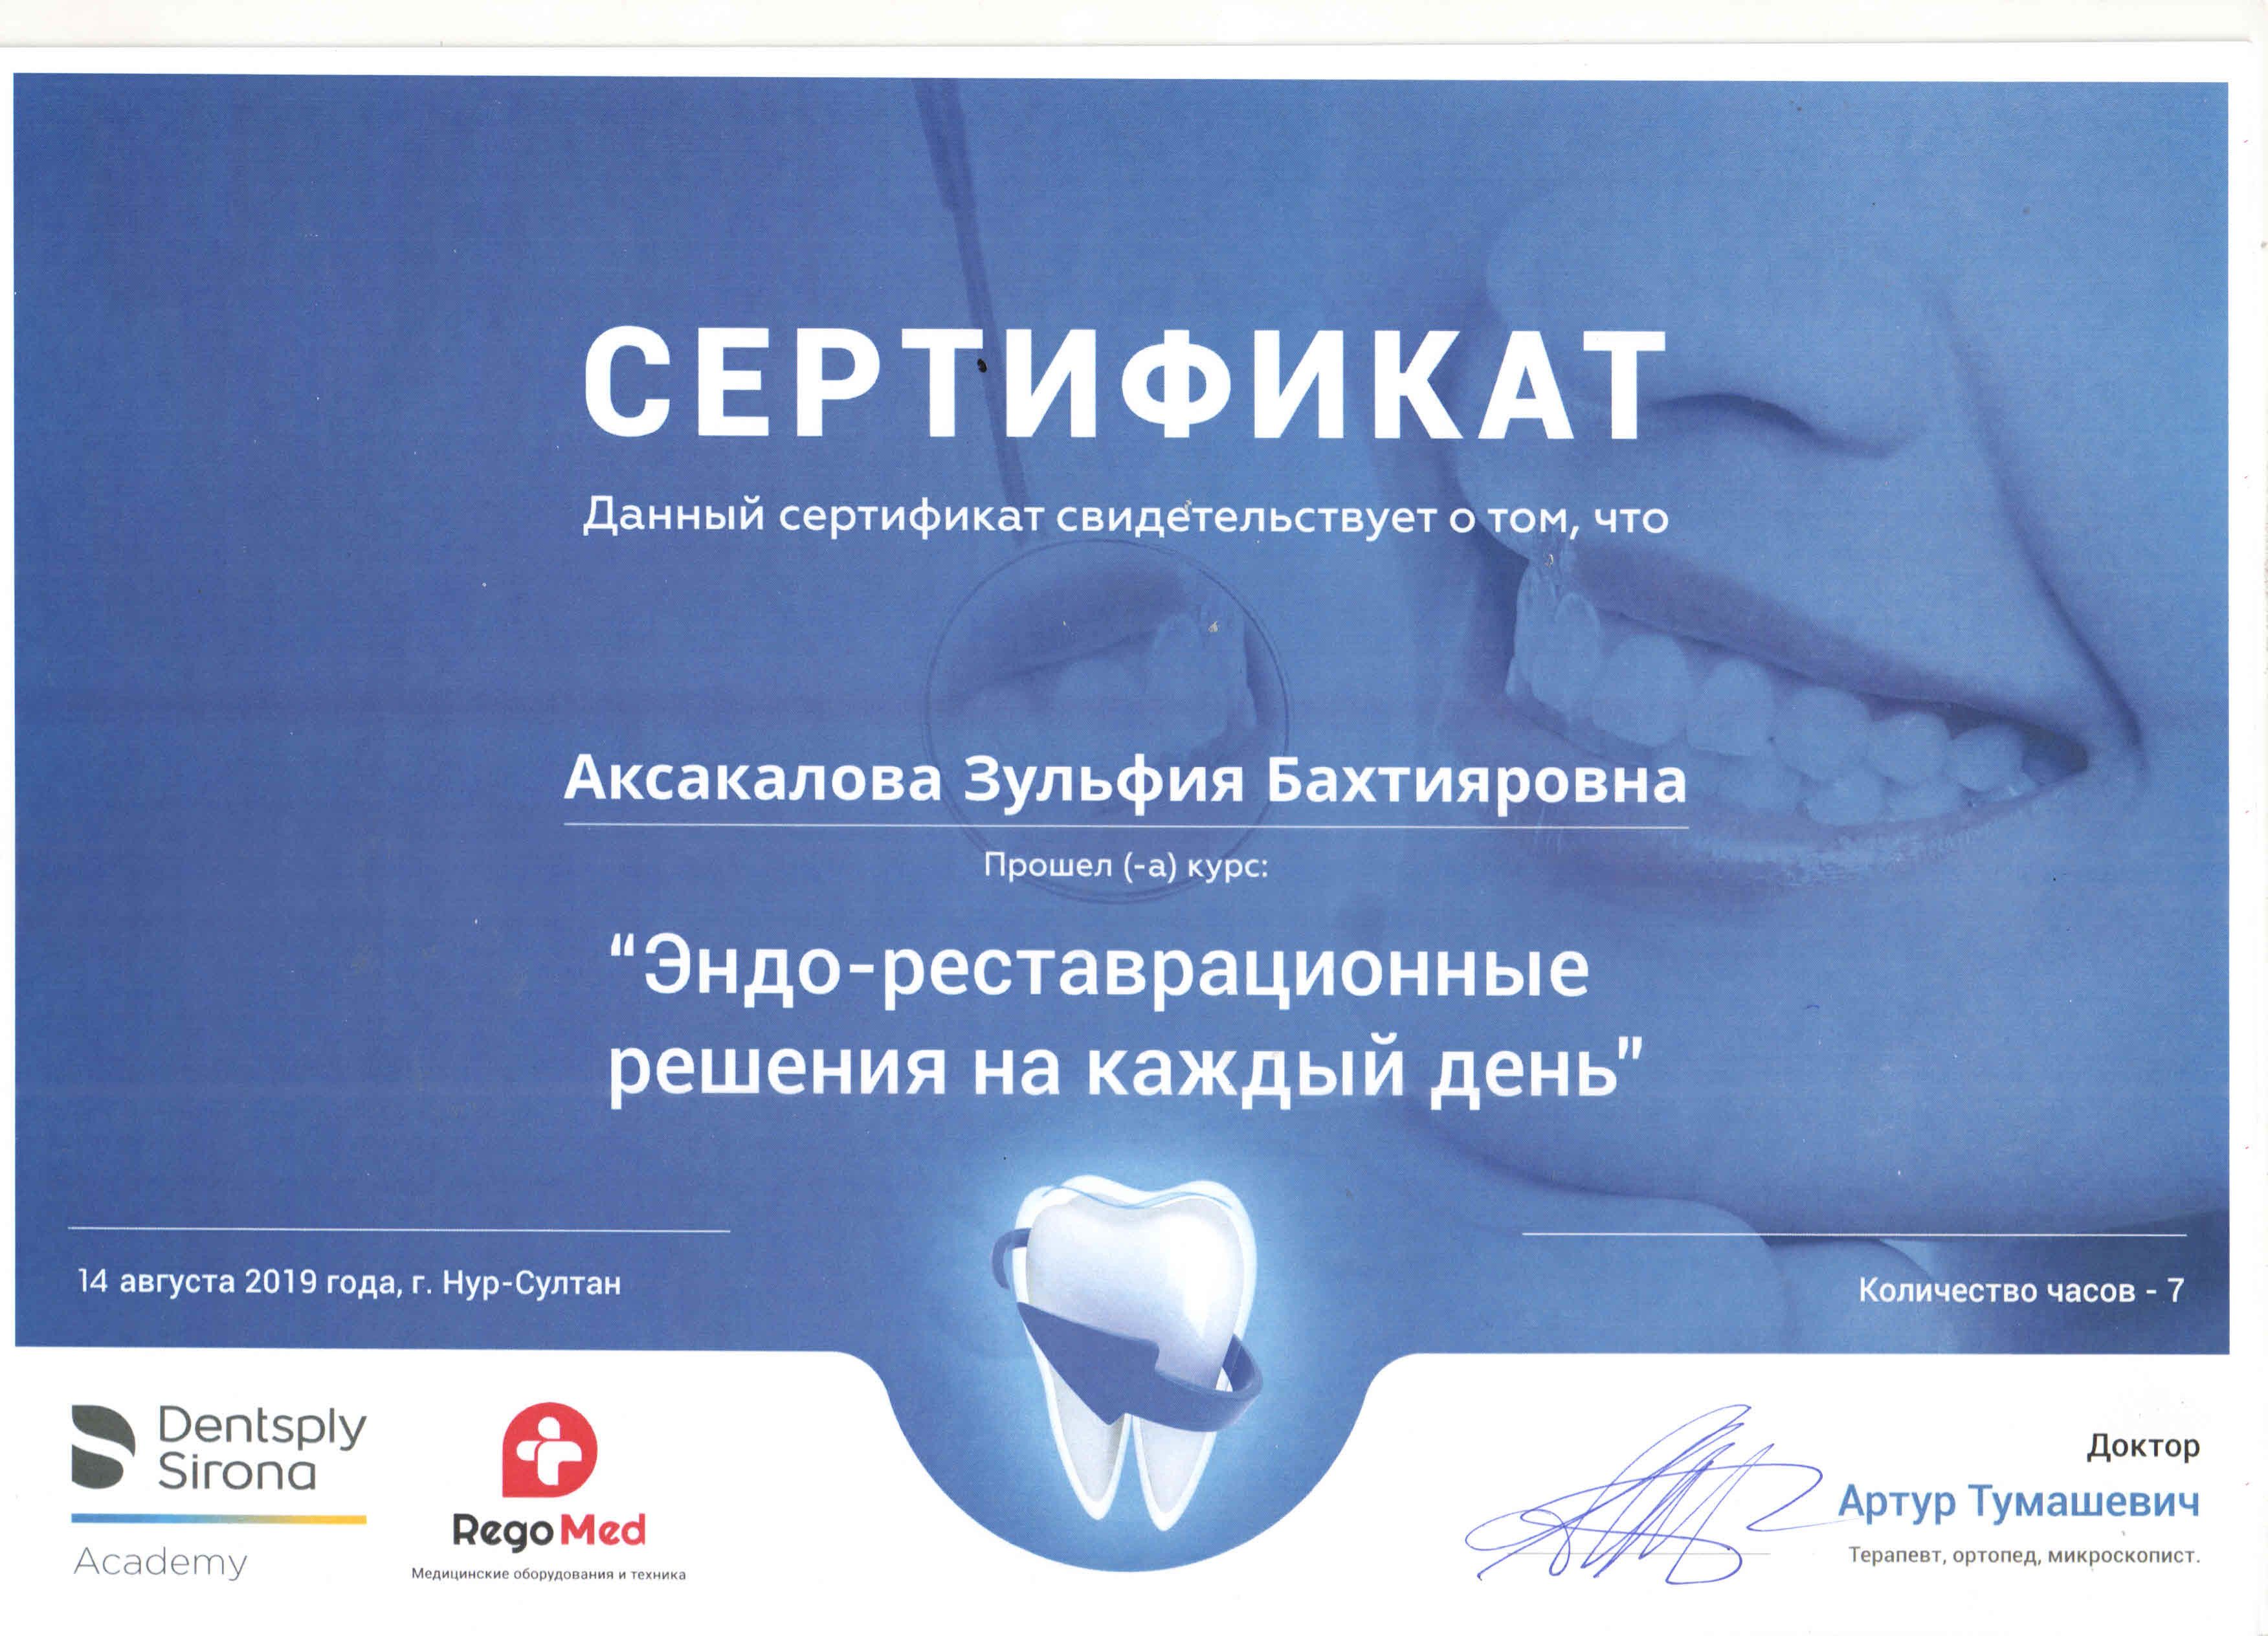 СЕРТИФИКАТ
Данный сертификат свидетельствует о том, что
Аксакалова Зульфия Бахтияровна
Прошел (-а) курс:
“Эндо-реставрационные
решения на каждый день"
14 августа 2019 года, г. Нур-Султан
Количество часов - 7
Dentsply
Sirona
Academy
RegoMed
Медицинские оборудования и техника
Доктор
Артур Тумашевич
Терапевт, ортопед, микроскопист.